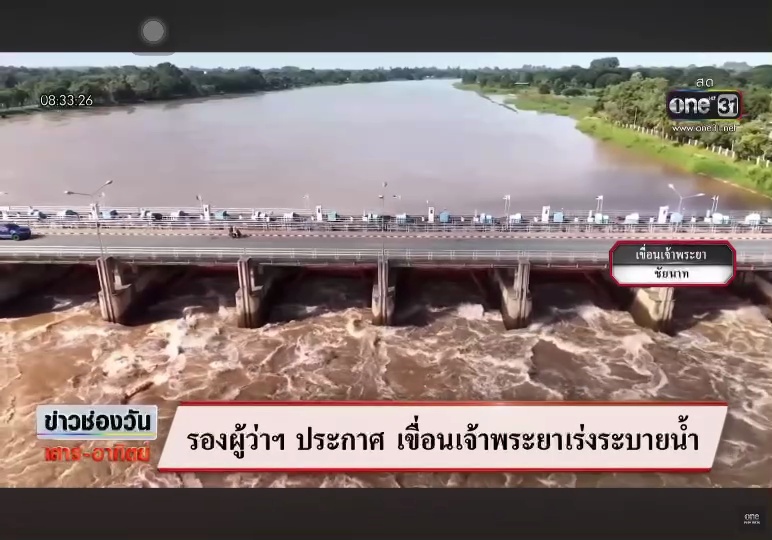 08:33:26
สด
one HD 31
www.one31.net
เขื่อนเจ้าพระยา
ชัยนาท
ข่าวช่องวัน
เสาร์-อาทิตย์
รองผู้ว่าฯ ประกาศ เขื่อนเจ้าพระยาเร่งระบายน้ำ
one